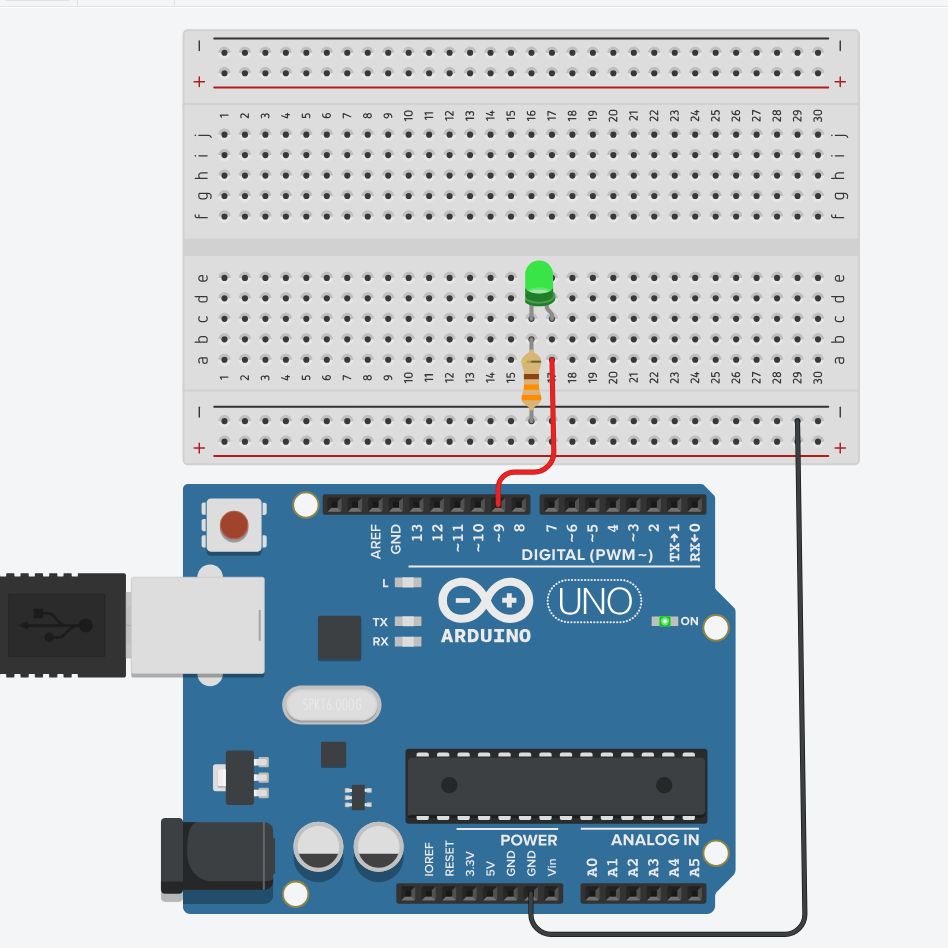 − −
+ +
1 2 3 4 5 6 7 8 9 10 11 12 13 14 15 16 17 18 19 20 21 22 23 24 25 26 27 28 29 30
j j
i i
h h
g g
f f
e e
d d
c c
b b
a a
1 2 3 4 5 6 7 8 9 10 11 12 13 14 15 18 19 20 21 22 23 24 25 26 27 28 29 30
− −
+ +
AREF GND 13 12 ~11 ~10 ~9 8 7 ~6 ~5 4 ~3 2 TX→1 RX←0
DIGITAL (PWM~)
L
UNO
TX
ON
RX
ARDUINO
SPK16.000G
POWER ANALOG IN
IOREF RESET 3.3V 5V GND GND Vin A0 A1 A2 A3 A4 A5